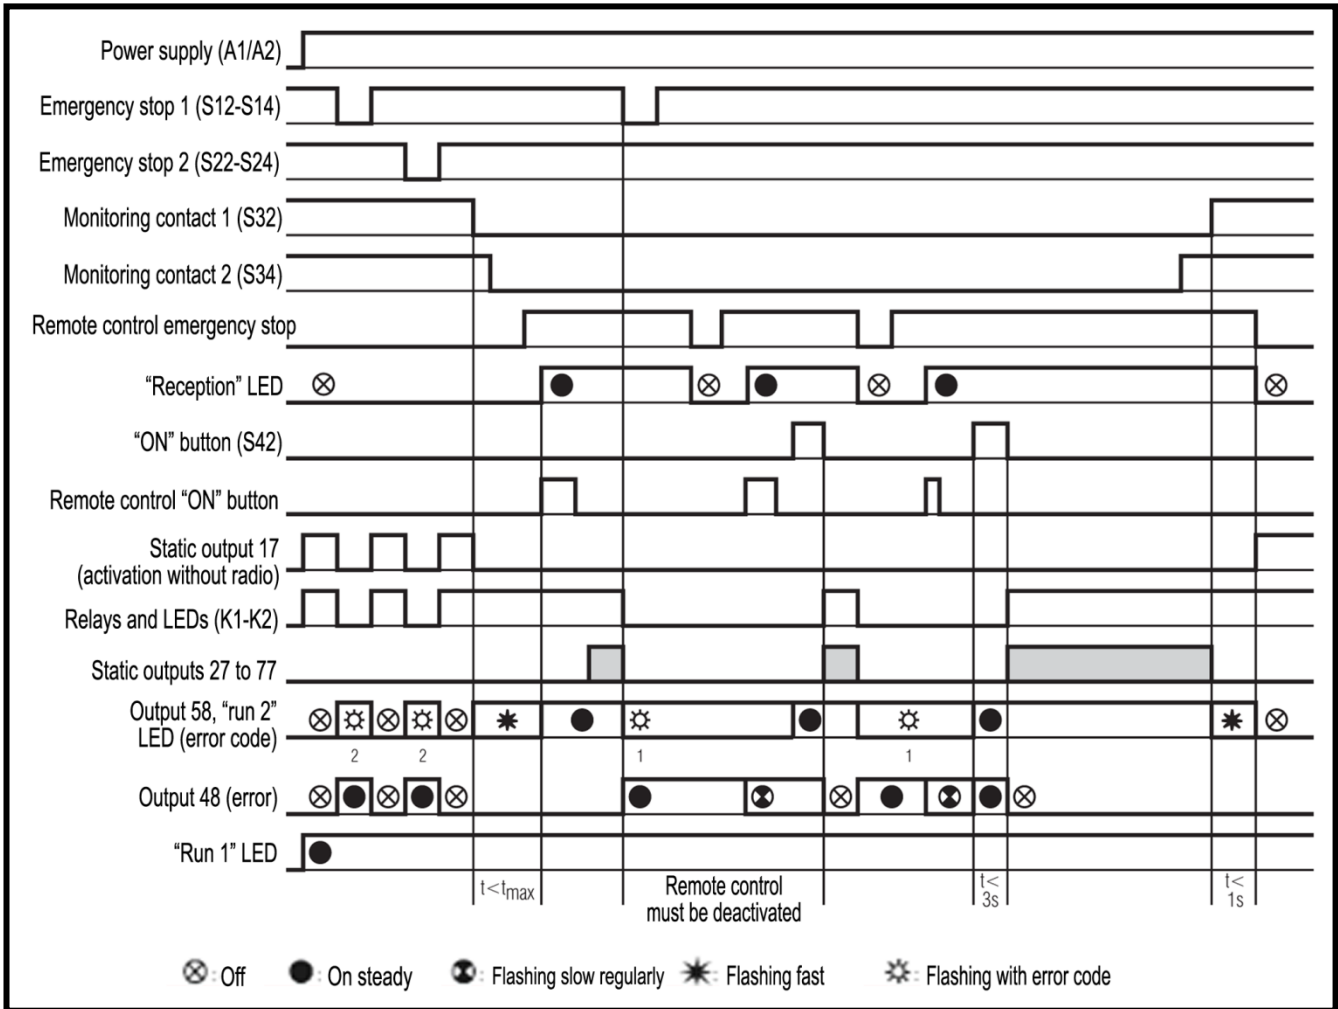 Power supply (A1/A2)
Emergency stop 1 (S12-S14)
Emergency stop 2 (S22-S24)
Monitoring contact 1 (S32)
Monitoring contact 2 (S34)
Remote control emergency stop
“Reception” LED
“ON” button (S42)
Remote control “ON” button
Static output 17
(activation without radio)
Relays and LEDs (K1-K2)
Static outputs 27 to 77
Output 58, “run 2”
LED (error code)
2 2 1 1
Output 48 (error)
“Run 1” LED
t<tmax
Remote control
must be deactivated
t<
3s
t<
1s
: Off
: On steady
: Flashing slow regularly
: Flashing fast
: Flashing with error code